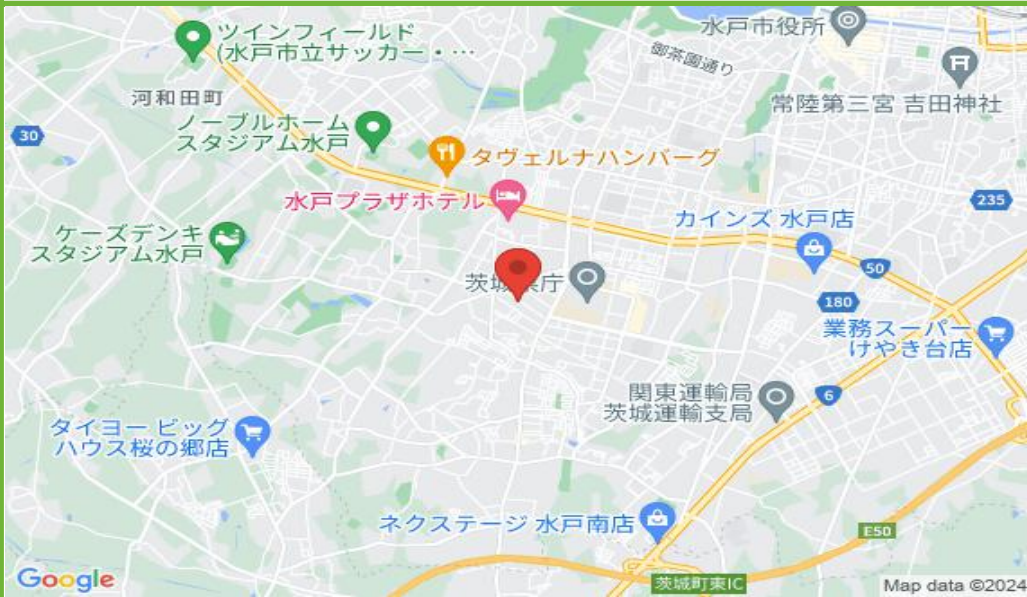 ツインフィールド
(水戸市立サッカー・…
水戸市役所
御茶園通り
河和田町
常陸第三宮 吉田神社
30
ノーブルホーム
スタジアム水戸
タヴェルナハンバーグ
水戸プラザホテル
235
カインズ 水戸店
ケーズデンキ
スタジアム水戸
50
茨城県庁
180
業務スーパー
けやき台店
関東運輸局
茨城運輸支局
6
タイヨー ビッグ
ハウス桜の郷店
ネクステージ 水戸南店
E50
茨城町東IC
Google
Map data ©2024